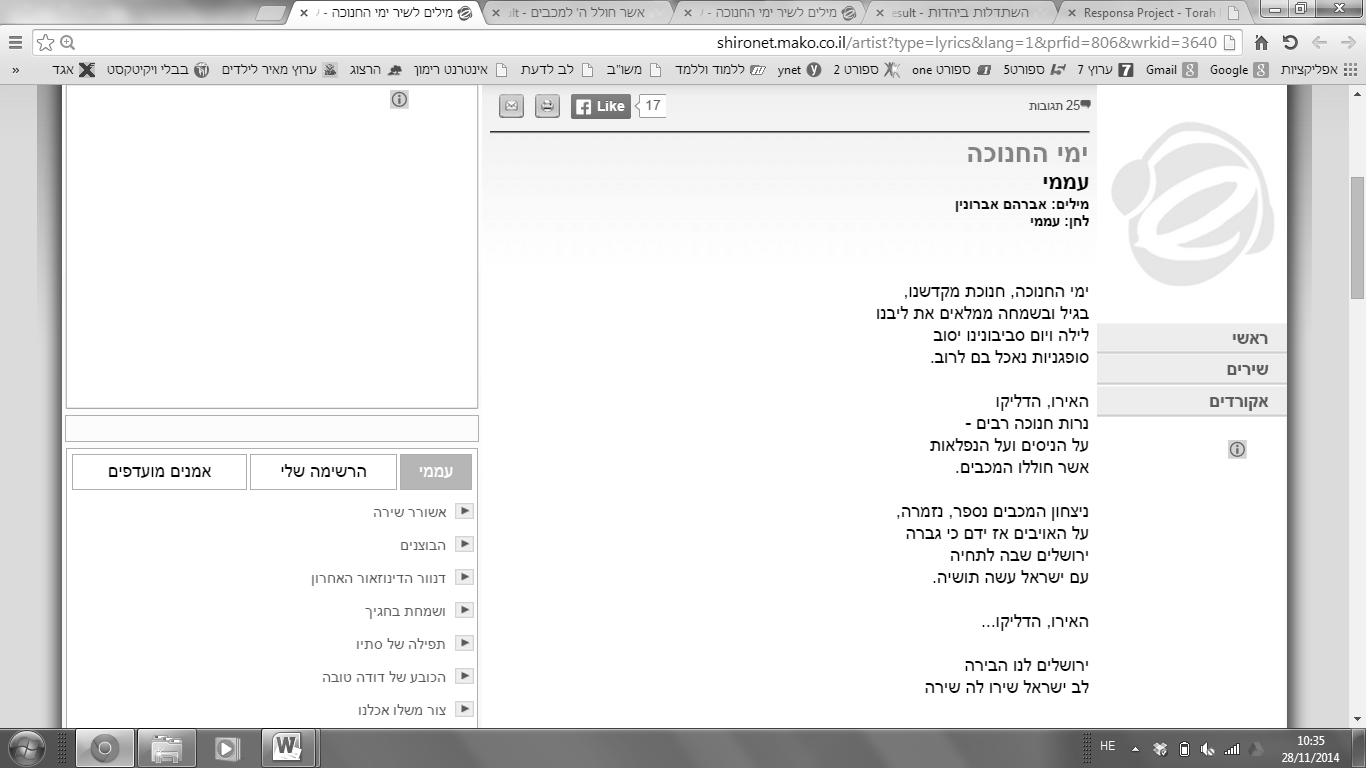 מילים לשיר ימי החנוכה -
אשר חולל ה' למכבים -
מילים לשיר ימי החנוכה -
השתדלות ביהדות -
Responsa Project - Torah
shironet.mako.co.il/artist?type=lyrics&lang=1&prfid=806&wrkid=3640
אפליקציות Google Gmail ערוץ 7 ספורט5 ספורט one ספורט 2 ynet ללמוד וללמד משו"ב לב לדעת אינטרנט רימון הרצוג ערוץ מאיר לילדים בבלי ויקיטקסט אגד »
25 תגובות
Like 17
ימי החנוכה
עממי
מילים: אברהם אברונין
לחן: עממי
ימי החנוכה, חנוכת מקדשנו,
בגיל ובשמחה ממלאים את ליבנו
לילה ויום סביבונינו יסוב
סופגניות נאכל בם לרוב.
האירו, הדליקו
נרות חנוכה רבים -
על הניסים ועל הנפלאות
אשר חוללו המכבים.
ניצחון המכבים נספר, נזמרה,
על האויבים אז ידם כי גברה
ירושלים שבה לתחיה
עם ישראל עשה תושיה.
האירו, הדליקו...
ירושלים לנו הבירה
לב ישראל שירו לה שירה
ראשי
שירים
אקורדים
עממי
הרשימה שלי
אמנים מועדפים
אשורר שירה
הבוצנים
דנוור הדינוזאור האחרון
ושמחת בחגיך
תפילה של סתיו
הכובע של דודה טובה
צור משלו אכלנו
HE
10:35
28/11/2014